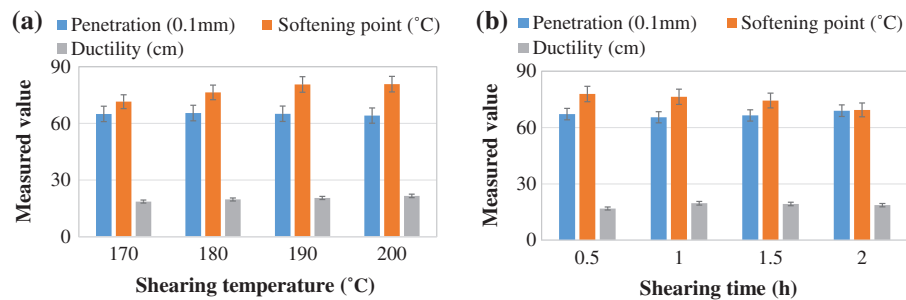 (a)
Penetration (0.1mm) Softening point (˚C)
Ductility (cm)
90
60
30
0
Measured value
170 180 190 200
Shearing temperature (˚C)
(b)
Penetration (0.1mm) Softening point (˚C)
Ductility (cm)
90
60
30
0
Measured value
0.5 1 1.5 2
Shearing time (h)